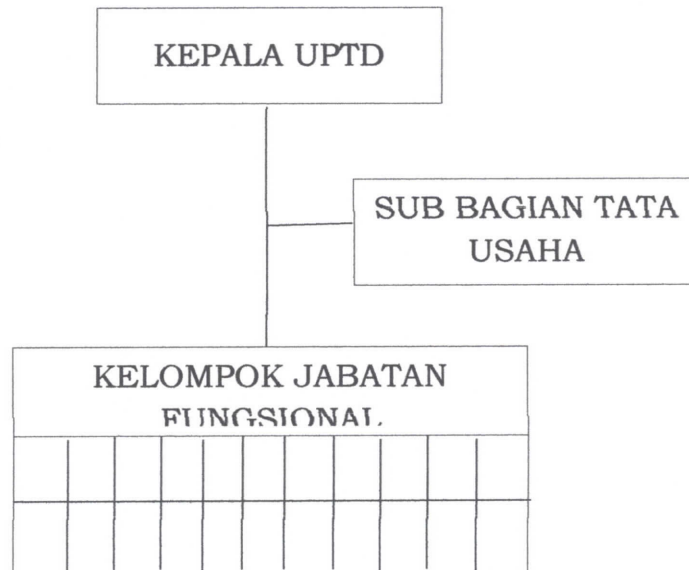 KEPALA UPTD
SUB BAGIAN TATA
USAHA
KELOMPOK JABATAN
FUNGSIONAL